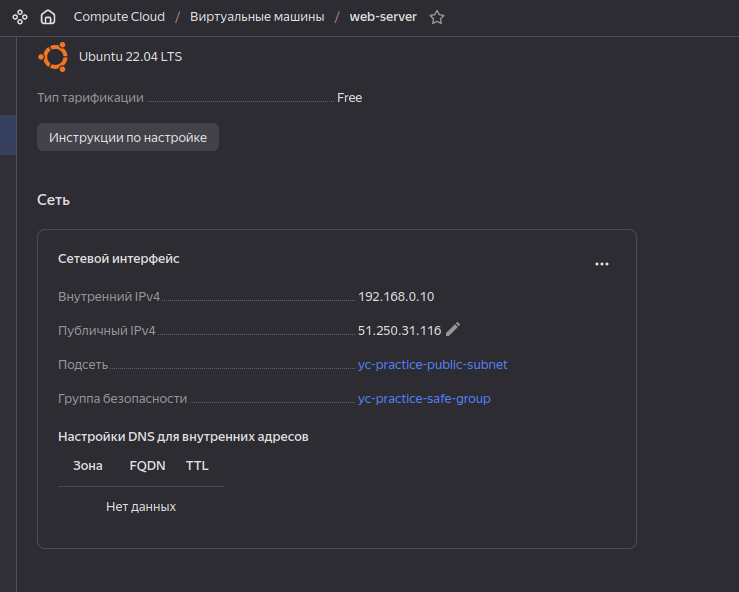 Compute Cloud / Виртуальные машины / web-server
Ubuntu 22.04 LTS
Тип тарификации Free
Инструкции по настройке
Сеть
Сетевой интерфейс
Внутренний IPv4 192.168.0.10
Публичный IPv4 51.250.31.116
Подсеть yc-practice-public-subnet
Группа безопасности yc-practice-safe-group
Настройки DNS для внутренних адресов
Зона FQDN TTL
Нет данных